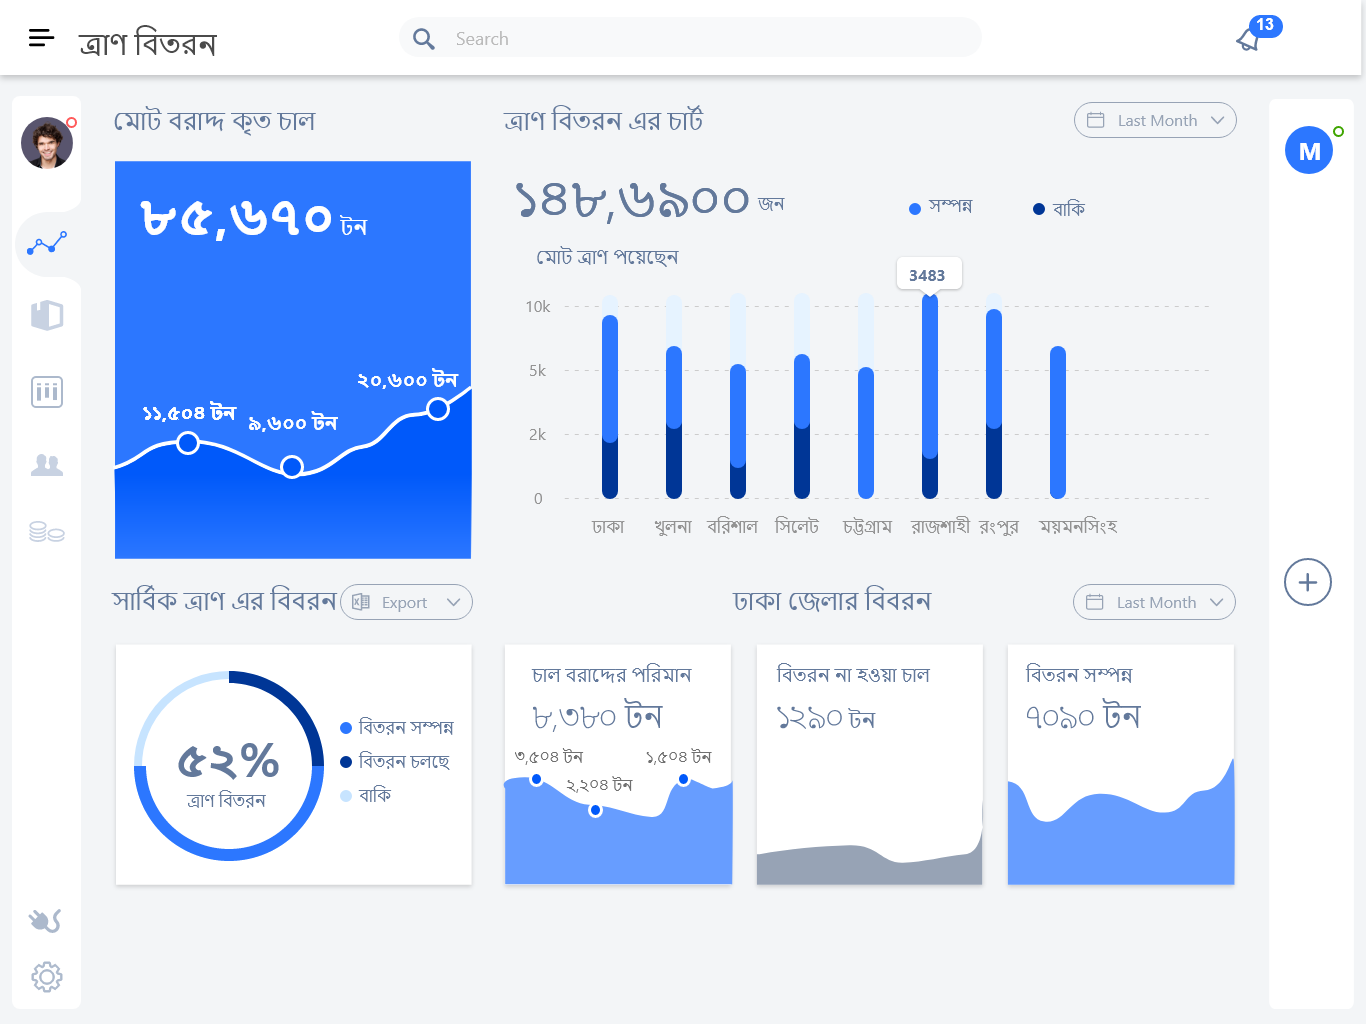 ত্রাণ বিতরন
Search
13
মোট বরাদ্দ কৃত চাল
ত্রাণ বিতরন এর চার্ট
Last Month
M
৮৫,৬৭০ টন
১৪৮,৬৯০০ জন
সম্পন্ন
বাকি
মোট ত্রাণ পয়েছেন
3483
10k
5k
2k
0
২০,৬০০ টন
১১,৫০৪ টন
৯,৬০০ টন
ঢাকা
খুলনা
বরিশাল
সিলেট
চট্টগ্রাম
রাজশাহী
রংপুর
ময়মনসিংহ
সার্বিক ত্রাণ এর বিবরন
Export
ঢাকা জেলার বিবরন
Last Month
৫২%
ত্রাণ বিতরন
বিতরন সম্পন্ন
বিতরন চলছে
বাকি
চাল বরাদ্দের পরিমান
৮,৩৮০ টন
৩,৫০৪ টন
২,২০৪ টন
১,৫০৪ টন
বিতরন না হওয়া চাল
১২৯০ টন
বিতরন সম্পন্ন
৭০৯০ টন